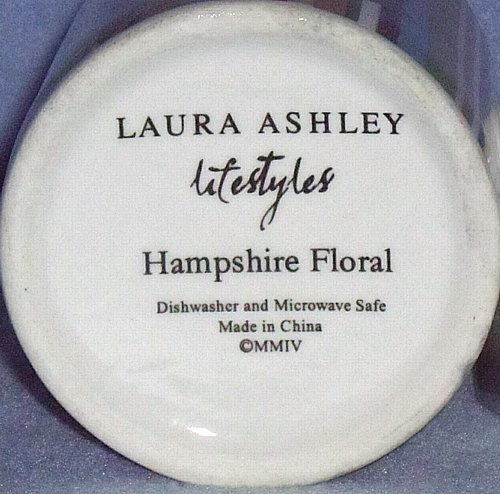 LAURA ASHLEY
lifestyles
Hampshire Floral
Dishwasher and Microwave Safe
Made in China
©MMIV